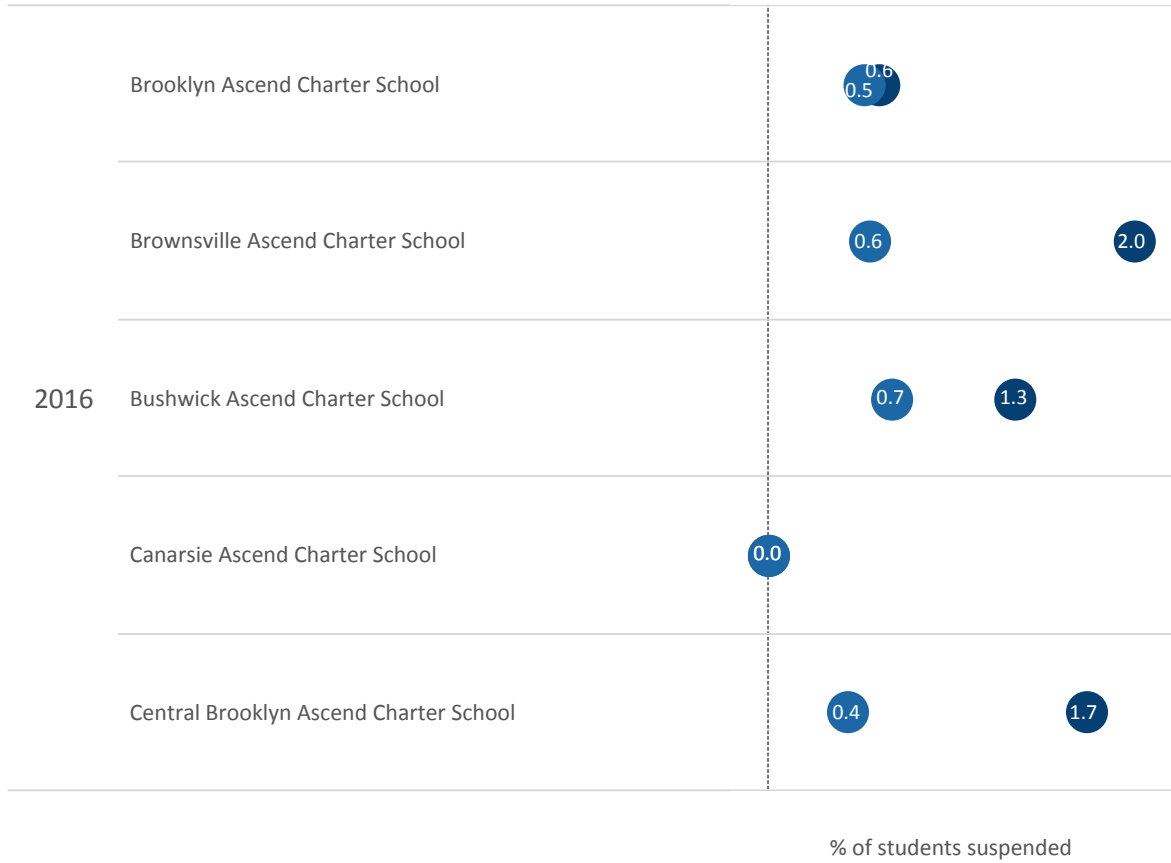 Brooklyn Ascend Charter School
0.5 0.6
Brownsville Ascend Charter School
0.6 2.0
2016
Bushwick Ascend Charter School
0.7 1.3
Canarsie Ascend Charter School
0.0
Central Brooklyn Ascend Charter School
0.4 1.7
% of students suspended